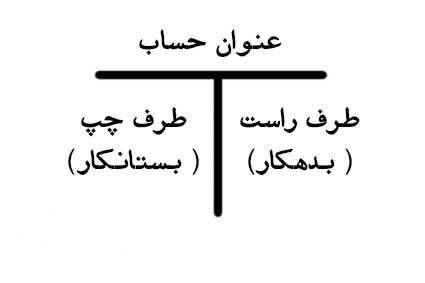 عنوان حساب
طرف راست
(بدهکار)
طرف چپ
(بستانکار)